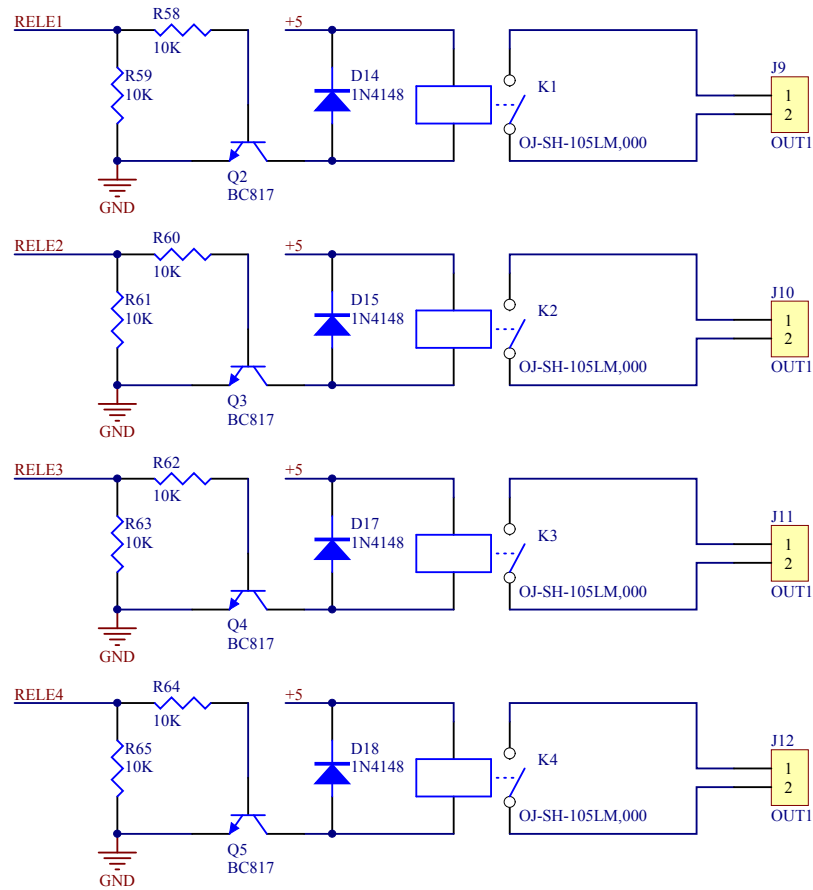 RELE1
R58
10K
R59
10K
+5
D14
1N4148
K1
OJ-SH-105LM,000
J9
1
2
OUT1
Q2
BC817
GND
RELE2
R60
10K
R61
10K
+5
D15
1N4148
K2
OJ-SH-105LM,000
J10
1
2
OUT1
Q3
BC817
GND
RELE3
R62
10K
R63
10K
+5
D17
1N4148
K3
OJ-SH-105LM,000
J11
1
2
OUT1
Q4
BC817
GND
RELE4
R64
10K
R65
10K
+5
D18
1N4148
K4
OJ-SH-105LM,000
J12
1
2
OUT1
Q5
BC817
GND